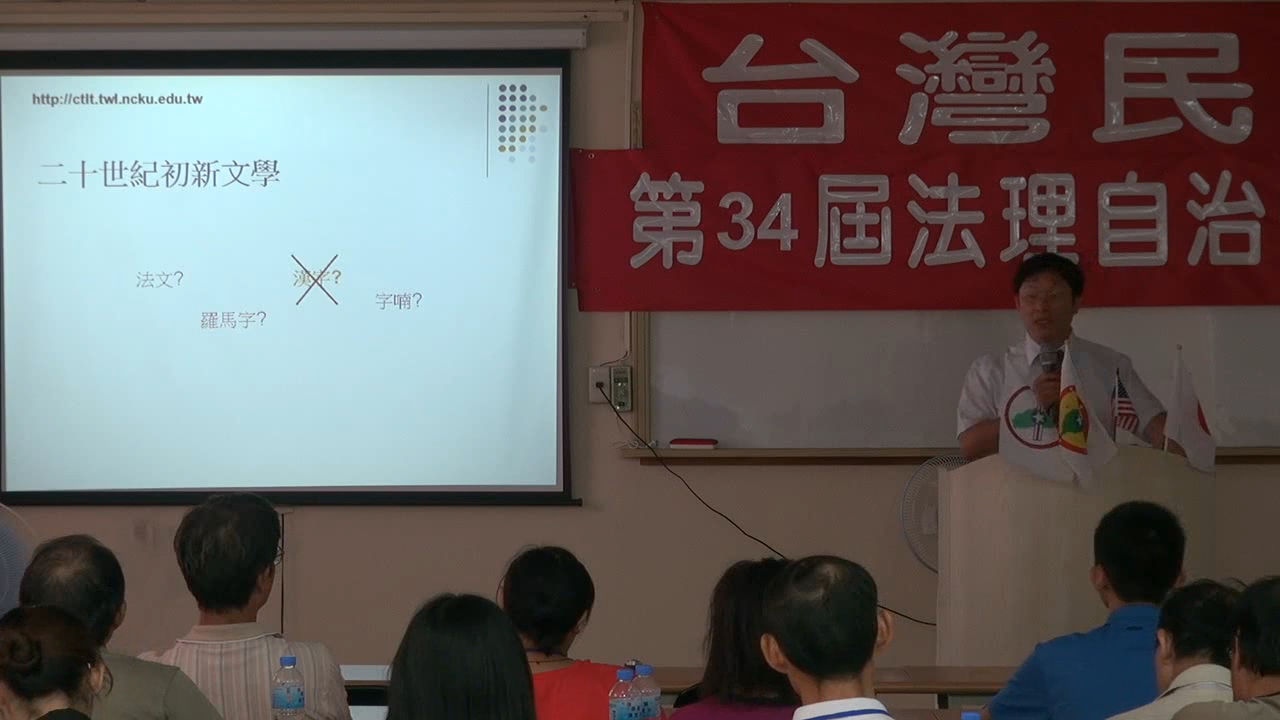 http://ctlt.twl.ncku.edu.tw
二十世紀初新文學
法文?
漢字?
字喃?
羅馬字?
台灣民
第34屆法理自治